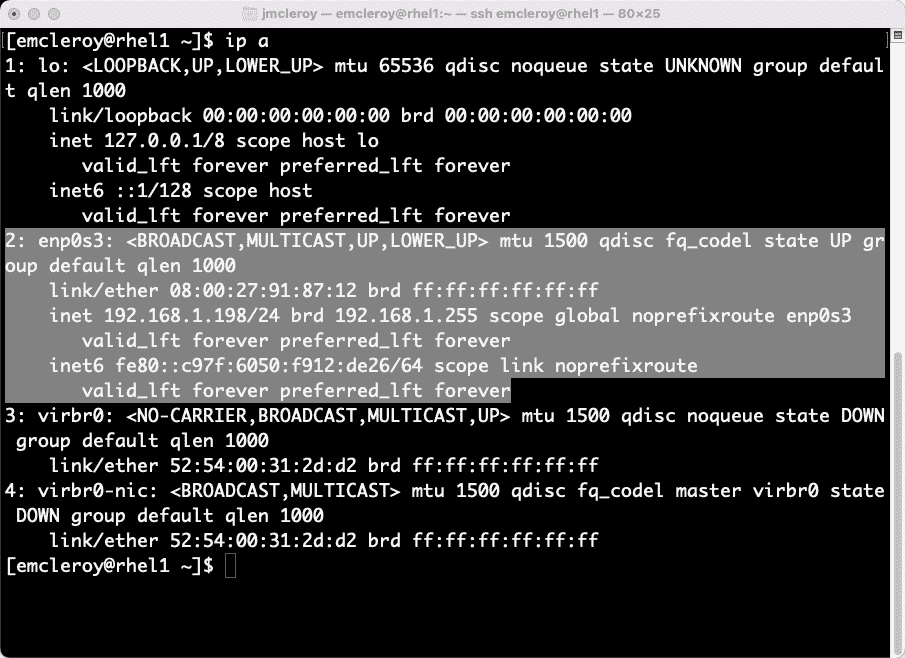 jmcleroy — emcleroy@rhel1:~ — ssh emcleroy@rhel1 — 80×25
[emcleroy@rhel1 ~]$ ip a
1: lo: <LOOPBACK,UP,LOWER_UP> mtu 65536 qdisc noqueue state UNKNOWN group defaul
t qlen 1000
    link/loopback 00:00:00:00:00:00 brd 00:00:00:00:00:00
    inet 127.0.0.1/8 scope host lo
       valid_lft forever preferred_lft forever
    inet6 ::1/128 scope host
       valid_lft forever preferred_lft forever
2: enp0s3: <BROADCAST,MULTICAST,UP,LOWER_UP> mtu 1500 qdisc fq_codel state UP gr
oup default qlen 1000
    link/ether 08:00:27:91:87:12 brd ff:ff:ff:ff:ff:ff
    inet 192.168.1.198/24 brd 192.168.1.255 scope global noprefixroute enp0s3
       valid_lft forever preferred_lft forever
    inet6 fe80::c97f:6050:f912:de26/64 scope link noprefixroute
       valid_lft forever preferred_lft forever
3: virbr0: <NO-CARRIER,BROADCAST,MULTICAST,UP> mtu 1500 qdisc noqueue state DOWN
 group default qlen 1000
    link/ether 52:54:00:31:2d:d2 brd ff:ff:ff:ff:ff:ff
4: virbr0-nic: <BROADCAST,MULTICAST> mtu 1500 qdisc fq_codel master virbr0 state
 DOWN group default qlen 1000
    link/ether 52:54:00:31:2d:d2 brd ff:ff:ff:ff:ff:ff
[emcleroy@rhel1 ~]$